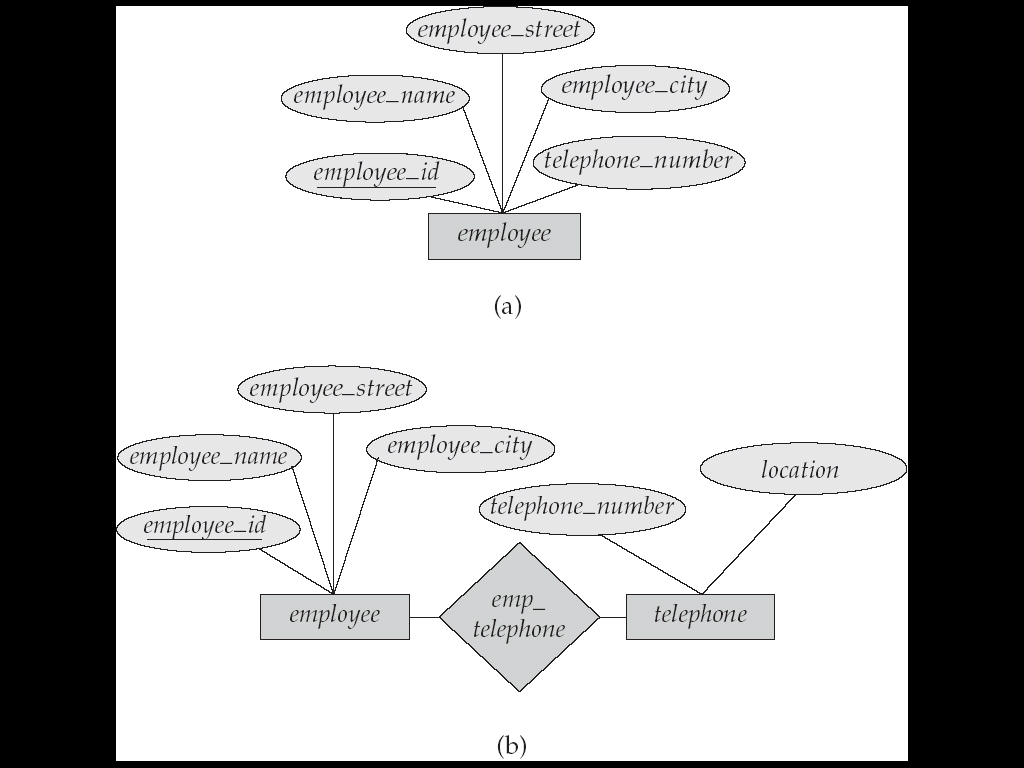 employee_street
employee_name
employee_city
employee_id
telephone_number
employee
(a)
employee_street
employee_name
employee_city
location
employee_id
telephone_number
employee
emp_
telephone
telephone
(b)